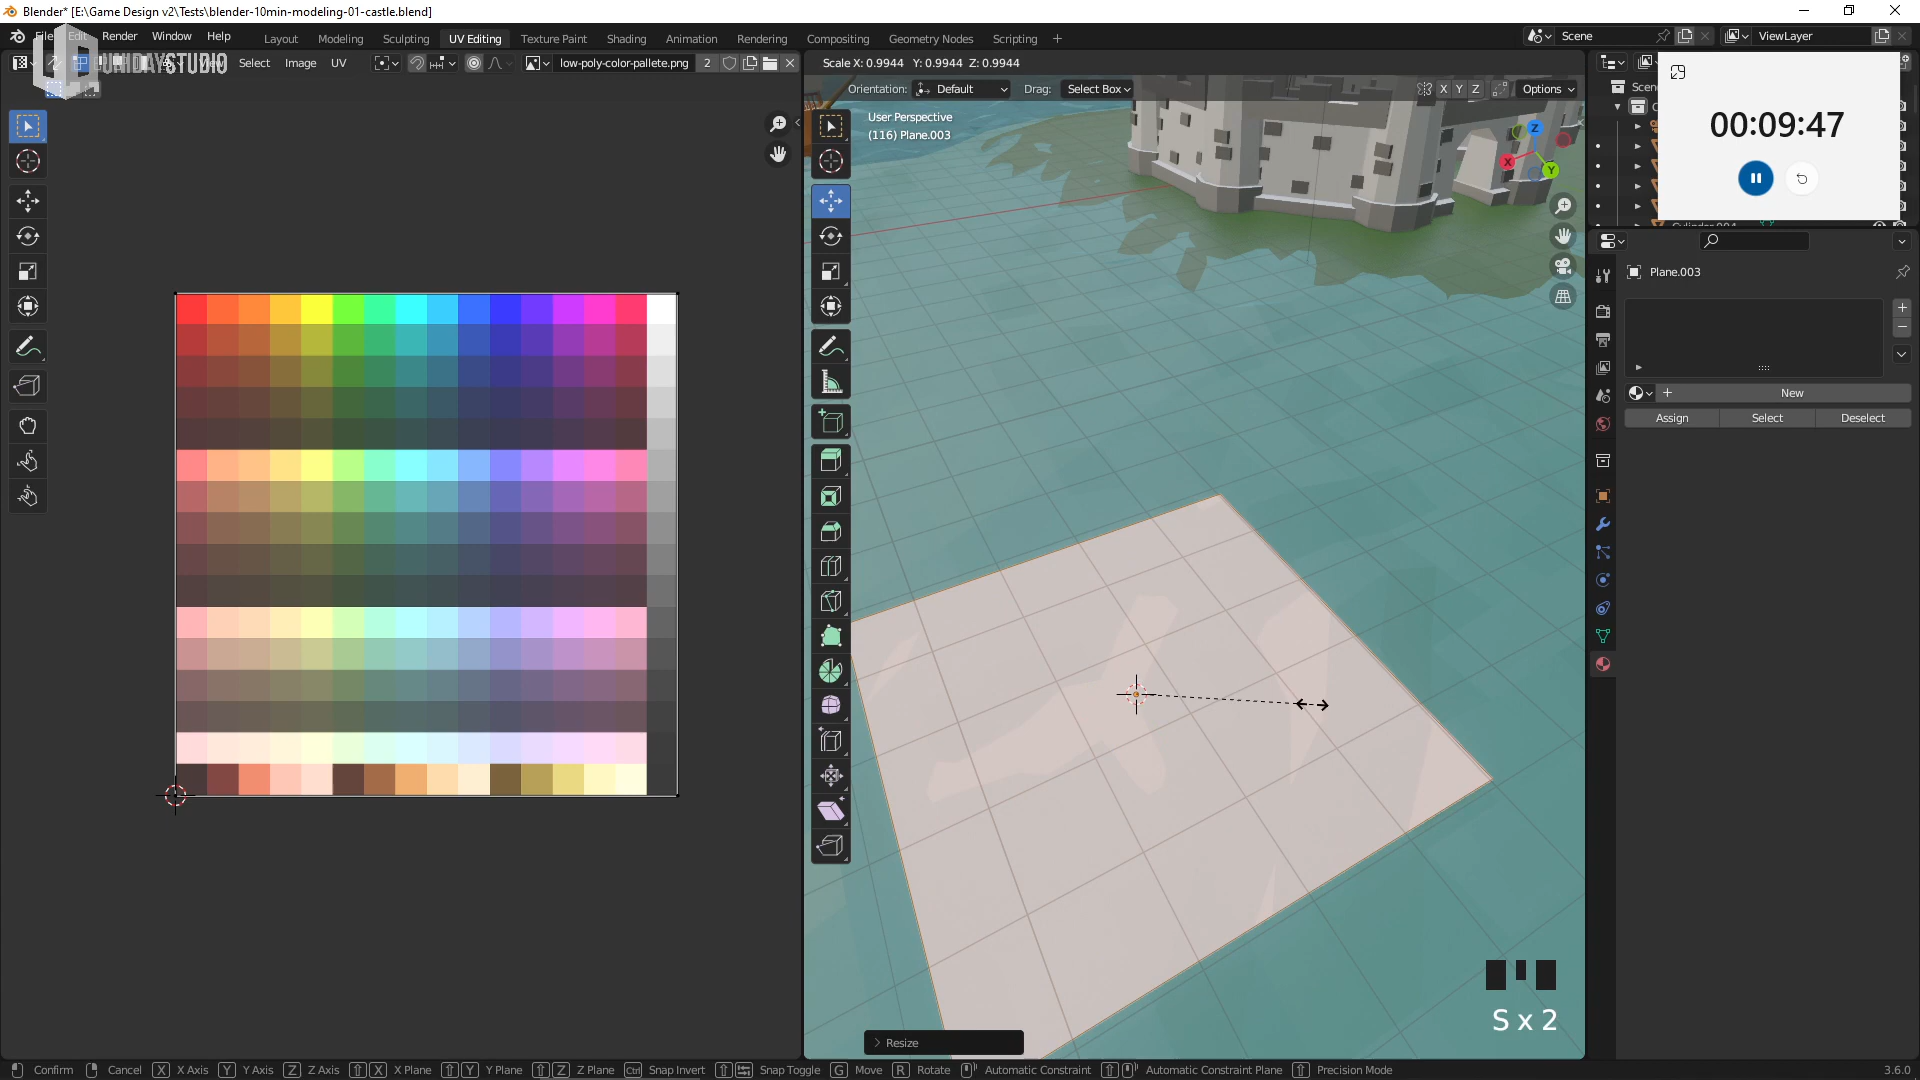 Blender* [E:\Game Design v2\Tests\blender-10min-modeling-01-castle.blend]
File Edit Render Window Help
Layout Modeling Sculpting UV Editing Texture Paint Shading Animation Rendering Compositing Geometry Nodes Scripting +
Scene
ViewLayer
STUDIO
View Select Image UV
low-poly-color-pallete.png 2
Scale X: 0.9944 Y: 0.9944 Z: 0.9944
Orientation: Default Drag: Select Box
X Y Z Options
User Perspective
(116) Plane.003
Z
X
Y
00:09:47
Plane.003
New
Assign Select Deselect
S x 2
Resize
Confirm Cancel X X Axis Y Y Axis Z Z Axis X X Plane Y Y Plane Z Z Plane Ctrl Snap Invert Snap Toggle G Move R Rotate Automatic Constraint Automatic Constraint Plane Precision Mode
3.6.0